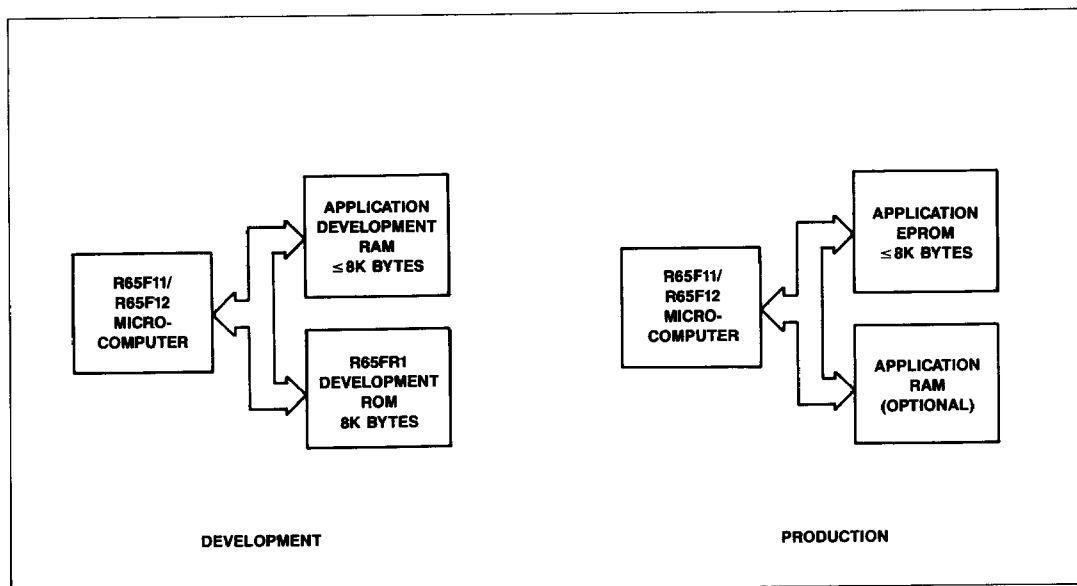 APPLICATION
DEVELOPMENT
RAM
≤8K BYTES
R65F11/
R65F12
MICRO-
COMPUTER
R65FR1
DEVELOPMENT
ROM
8K BYTES
DEVELOPMENT
APPLICATION
EPROM
≤8K BYTES
R65F11/
R65F12
MICRO-
COMPUTER
APPLICATION
RAM
(OPTIONAL)
PRODUCTION